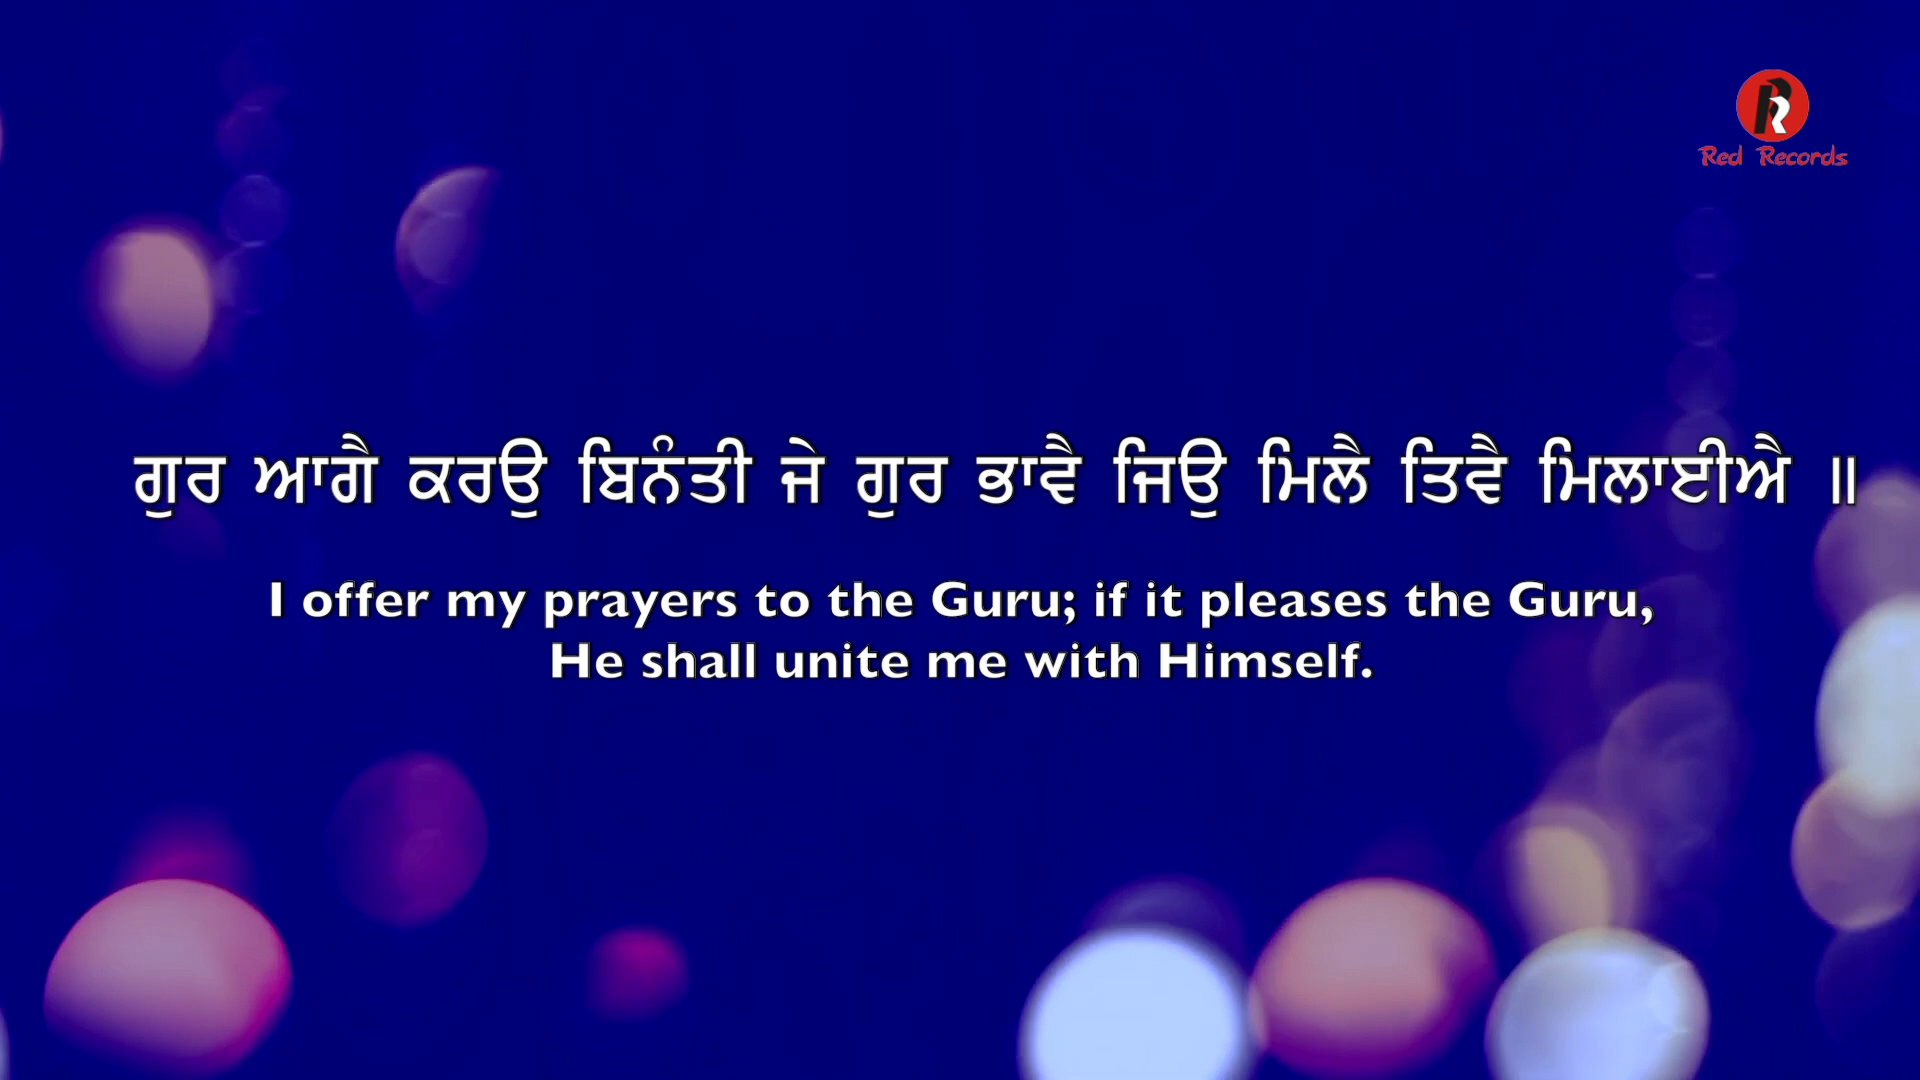 Red Records
ਗੁਰ ਆਗੈ ਕਰਉ ਬਿਨੰਤੀ ਜੇ ਗੁਰ ਭਾਵੈ ਜਿਉ ਮਿਲੈ ਤਿਵੈ ਮਿਲਾਈਐ ॥
I offer my prayers to the Guru; if it pleases the Guru,
He shall unite me with Himself.